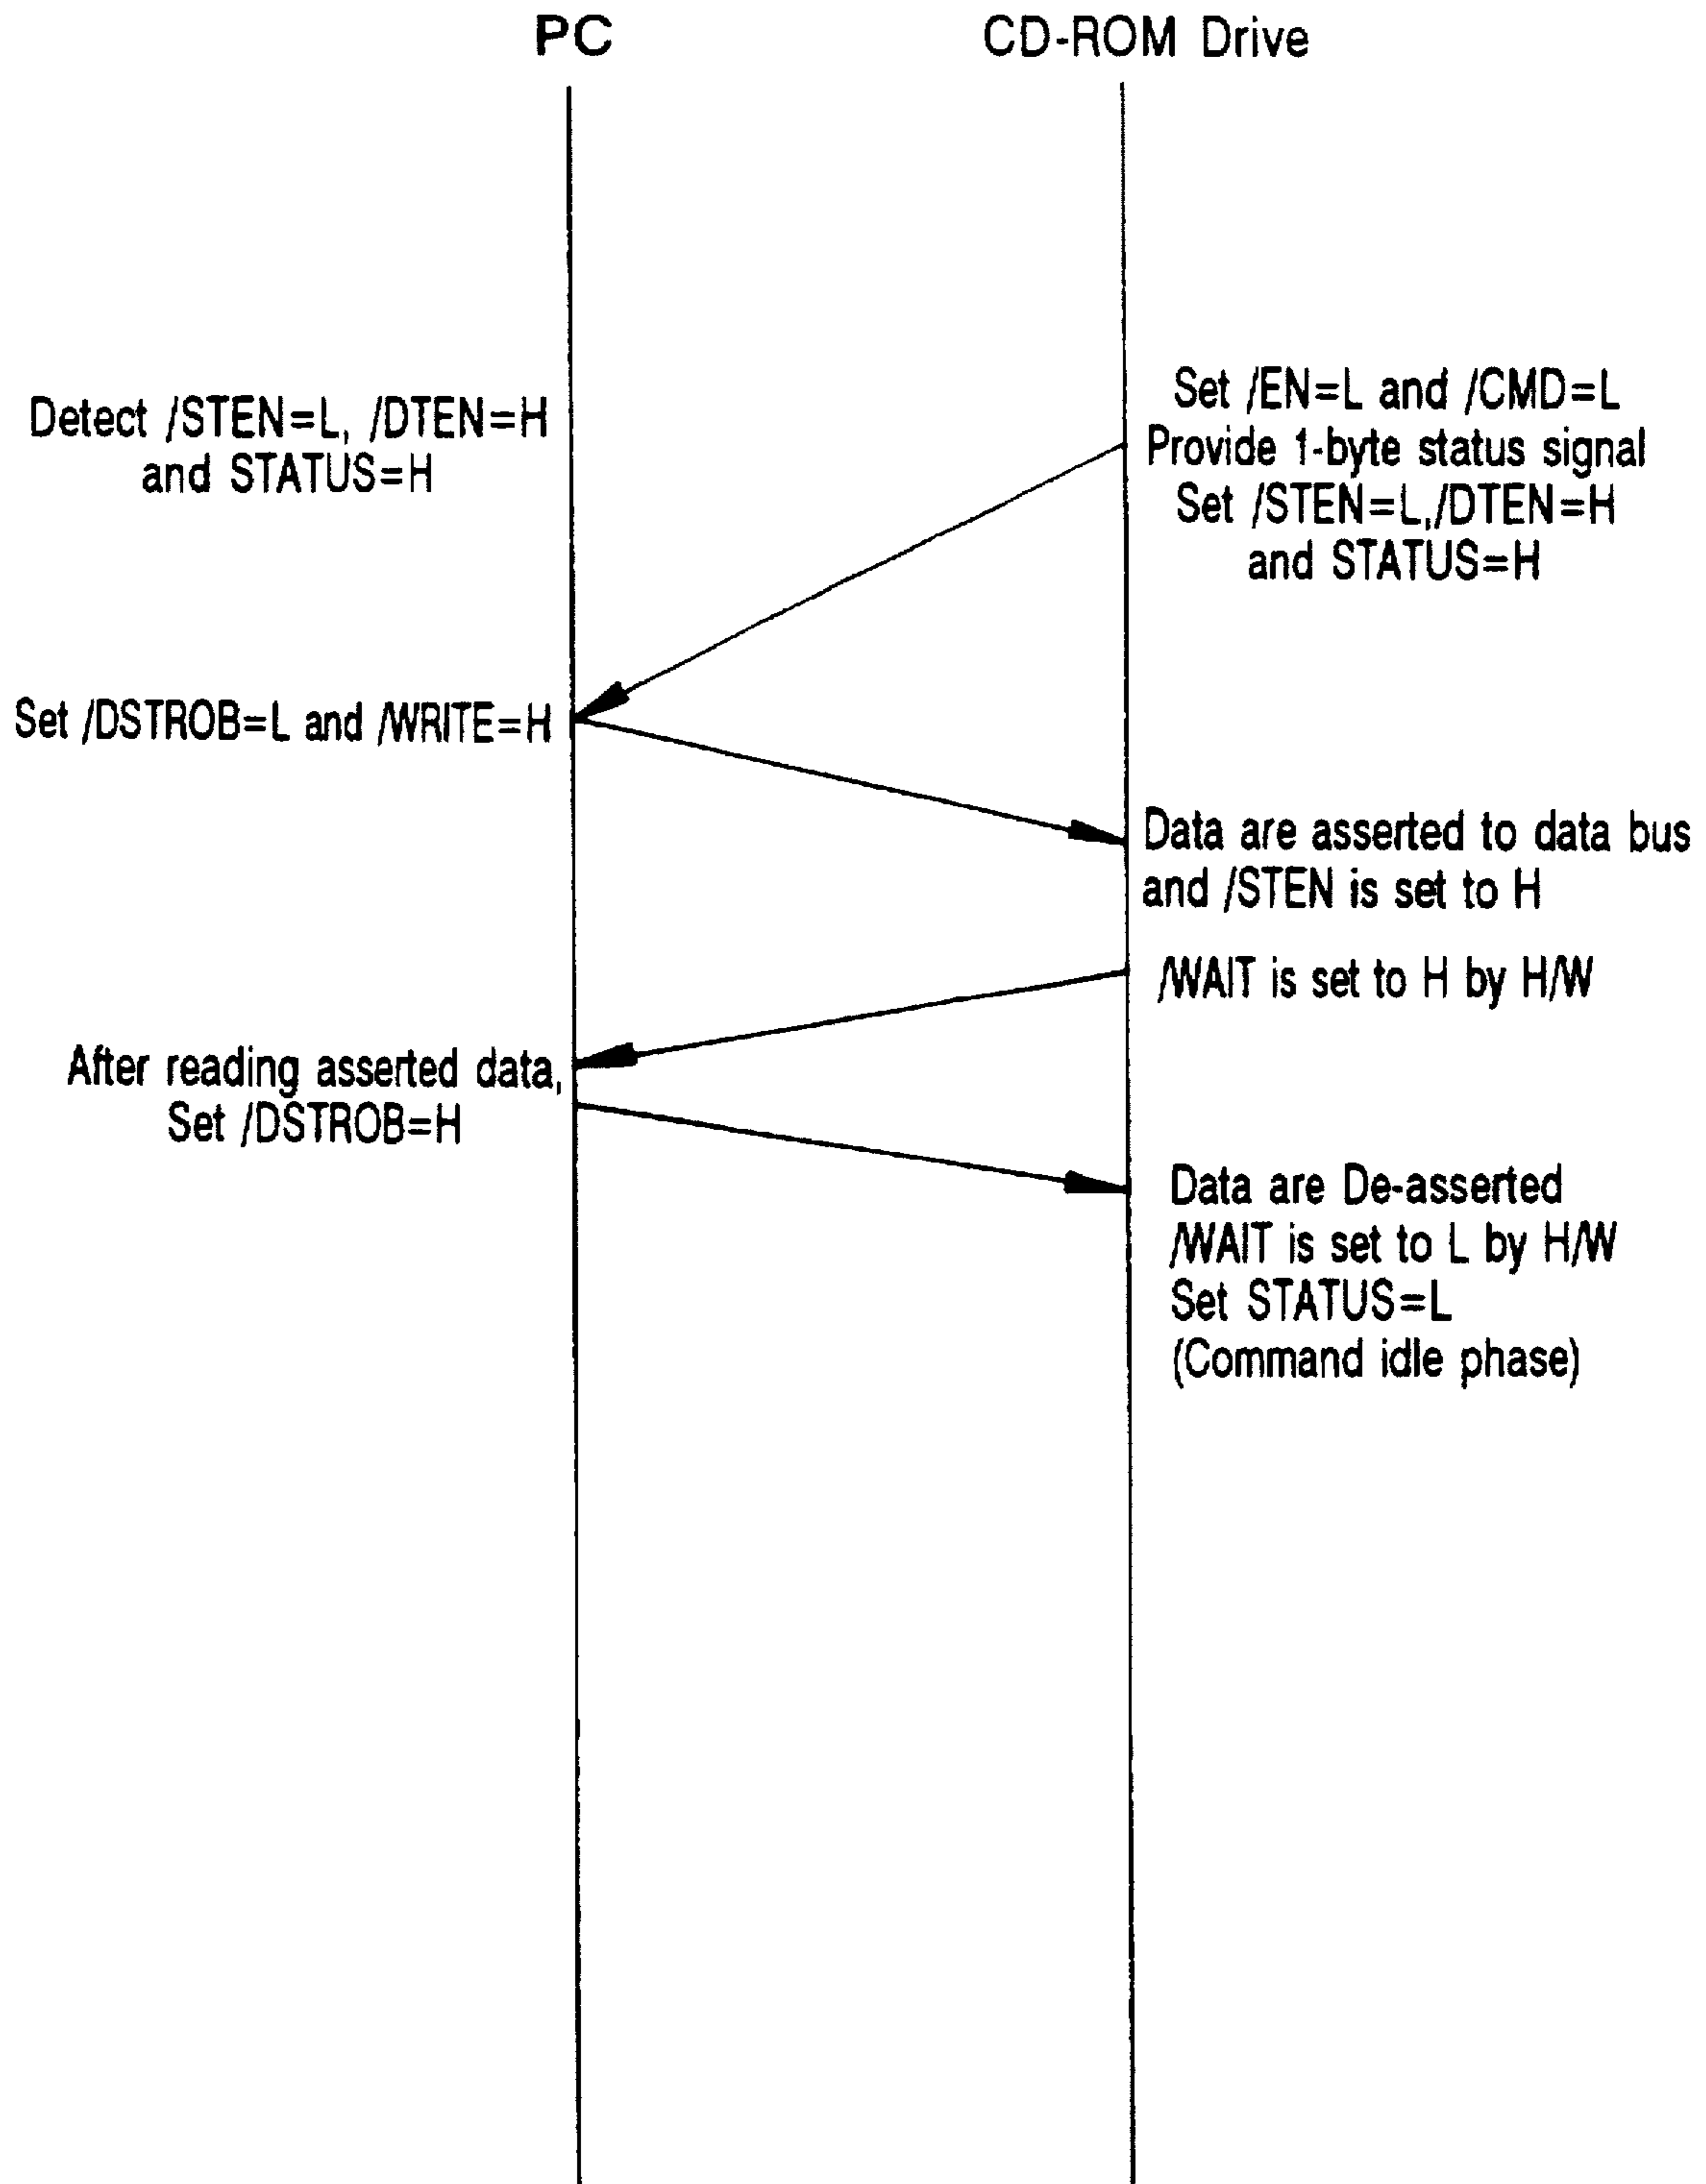 PC
CD-ROM Drive
Set /EN=L and /CMD=L
Provide 1-byte status signal
Set /STEN=L,/DTEN=H
and STATUS=H
Detect /STEN=L, /DTEN=H
and STATUS=H
Set /DSTROB=L and /WRITE=H
Data are asserted to data bus
and /STEN is set to H
/WAIT is set to H by H/W
After reading asserted data,
Set /DSTROB=H
Data are De-asserted
/WAIT is set to L by H/W
Set STATUS=L
(Command idle phase)